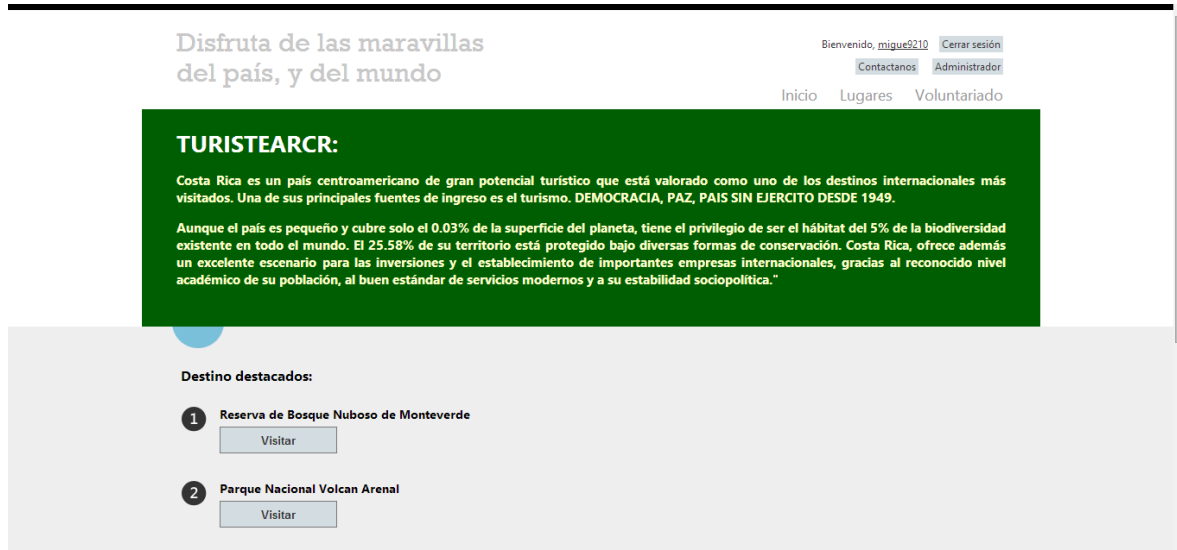 Disfruta de las maravillas
del país, y del mundo
Bienvenido, migue9210 Cerrar sesión
Contactanos Administrador
Inicio Lugares Voluntariado
TURISTEARCR:
Costa Rica es un país centroamericano de gran potencial turístico que está valorado como uno de los destinos internacionales más
visitados. Una de sus principales fuentes de ingreso es el turismo. DEMOCRACIA, PAZ, PAIS SIN EJERCITO DESDE 1949.
Aunque el país es pequeño y cubre solo el 0.03% de la superficie del planeta, tiene el privilegio de ser el hábitat del 5% de la biodiversidad
existente en todo el mundo. El 25.58% de su territorio está protegido bajo diversas formas de conservación. Costa Rica, ofrece además
un excelente escenario para las inversiones y el establecimiento de importantes empresas internacionales, gracias al reconocido nivel
académico de su población, al buen estándar de servicios modernos y a su estabilidad sociopolítica."
Destino destacados:
1 Reserva de Bosque Nuboso de Monteverde
Visitar
2 Parque Nacional Volcan Arenal
Visitar